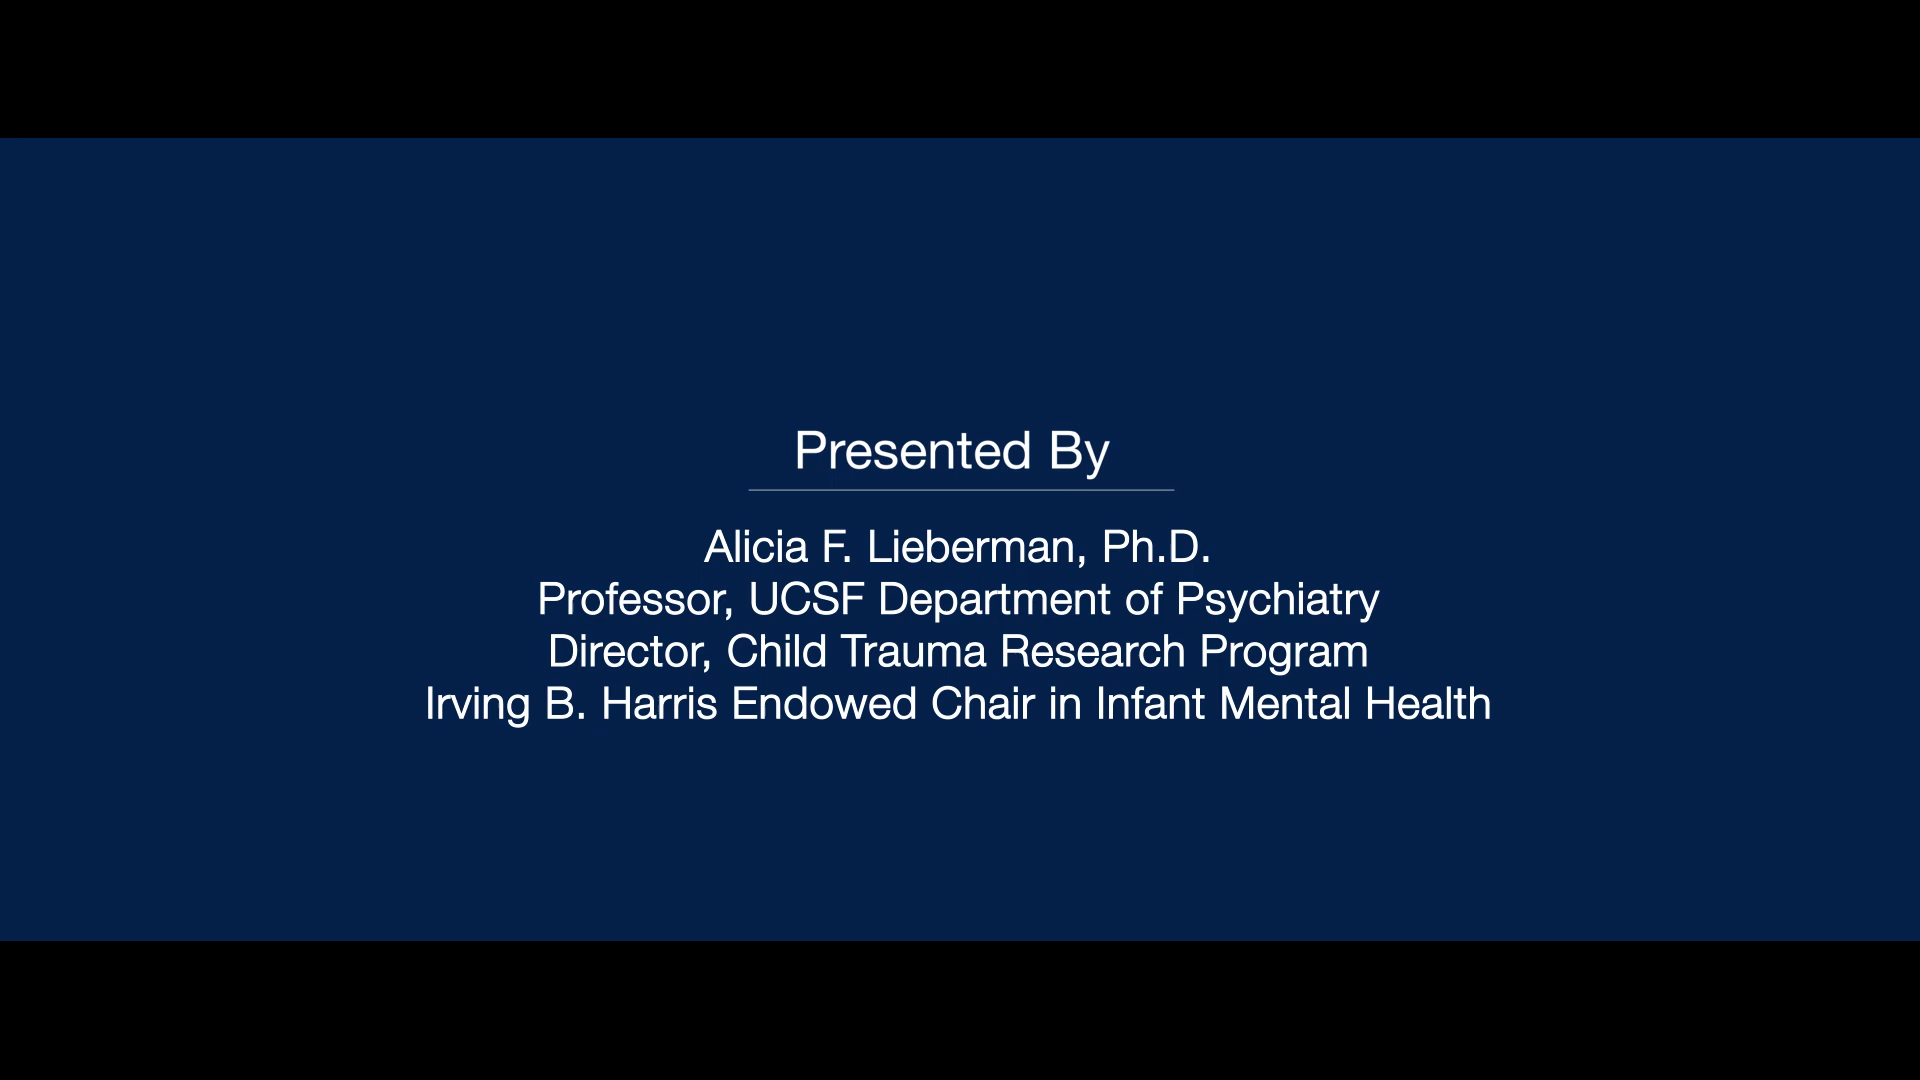 Presented By
Alicia F. Lieberman, Ph.D.
Professor, UCSF Department of Psychiatry
Director, Child Trauma Research Program
Irving B. Harris Endowed Chair in Infant Mental Health